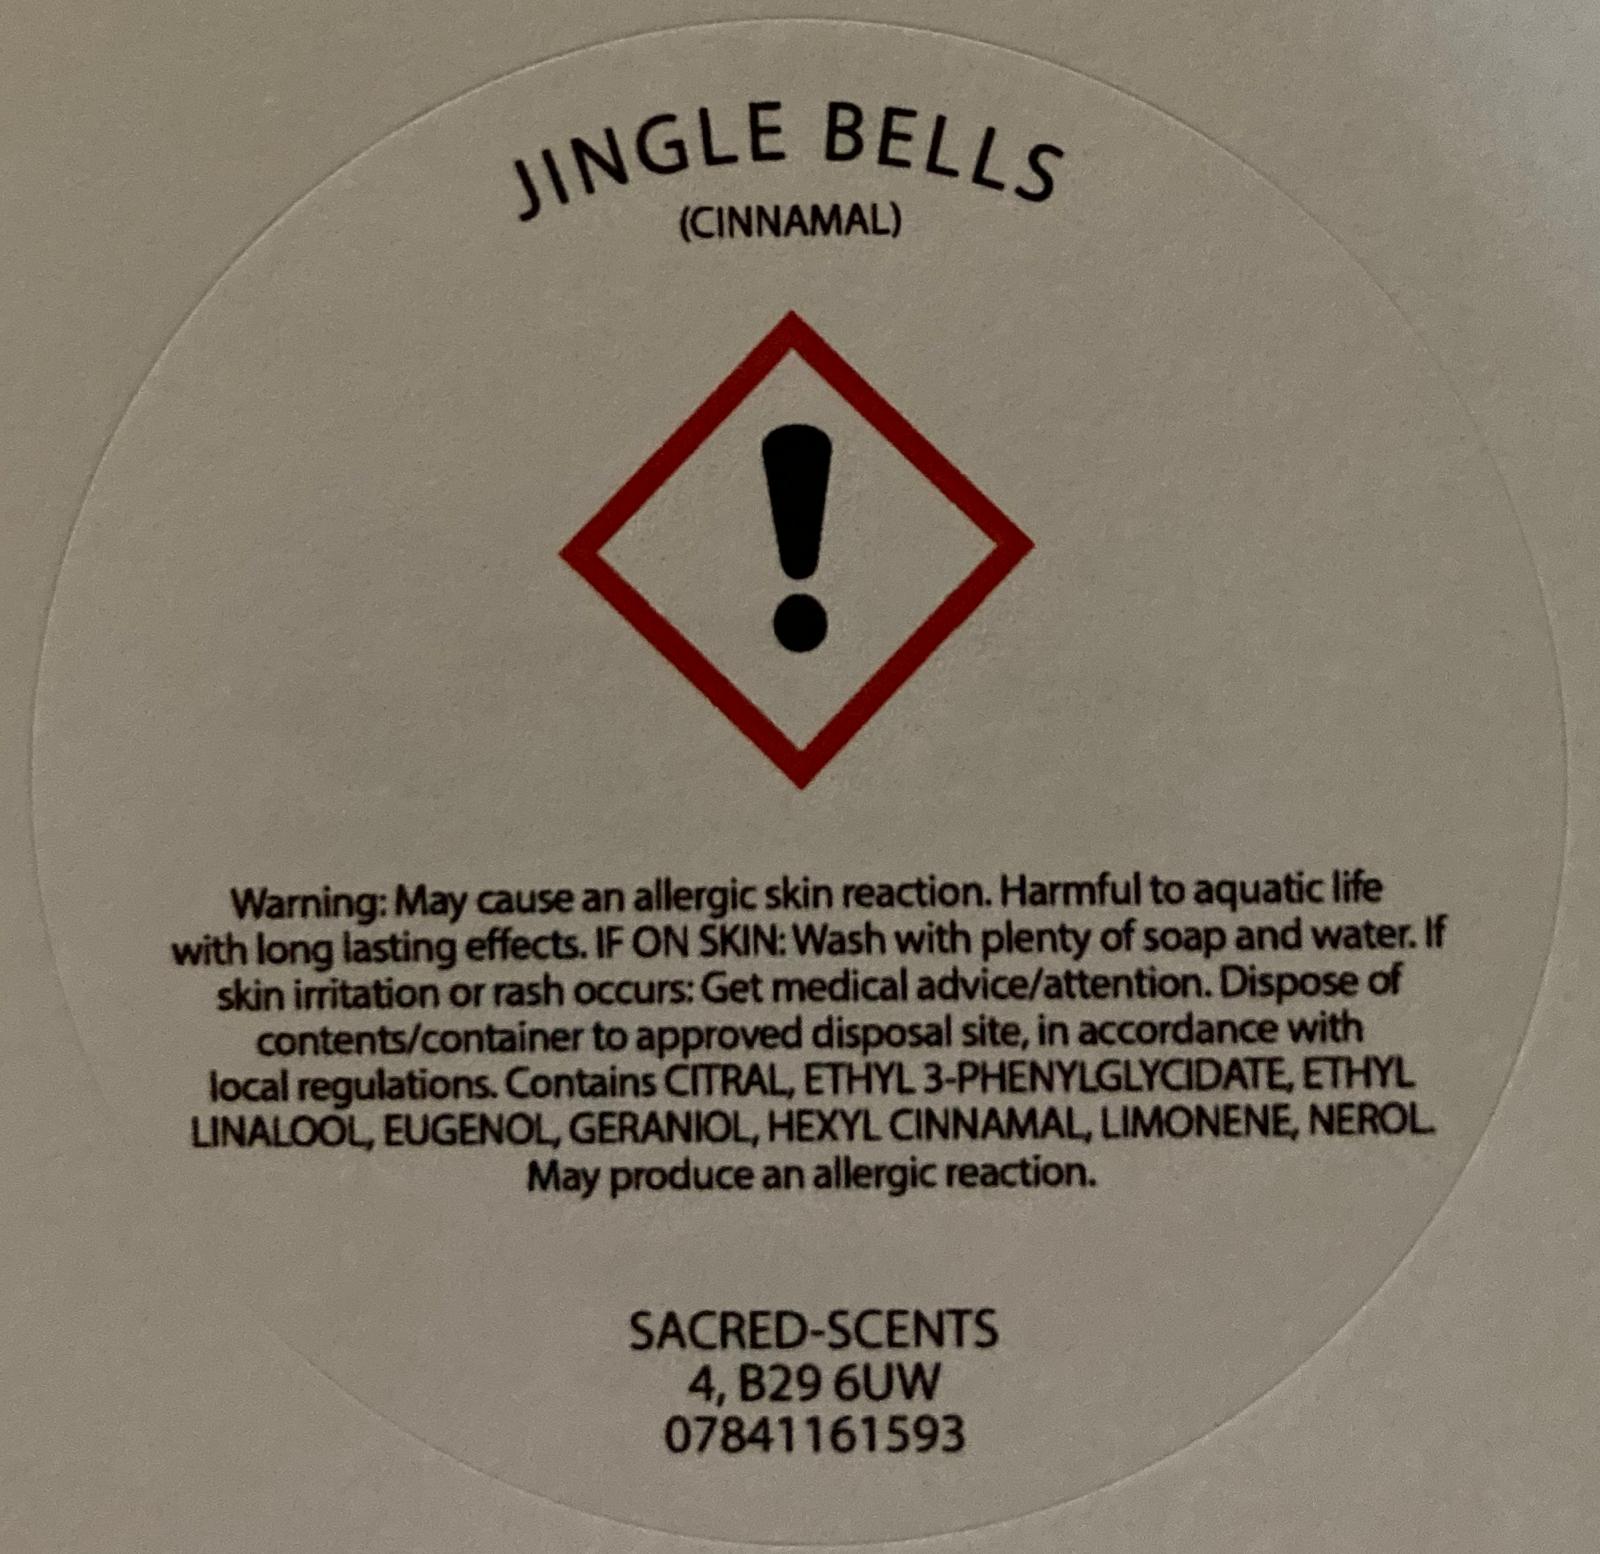 JINGLE BELLS
(CINNAMAL)
!
Warning: May cause an allergic skin reaction. Harmful to aquatic life
with long lasting effects. IF ON SKIN: Wash with plenty of soap and water. If
skin irritation or rash occurs: Get medical advice/attention. Dispose of
contents/container to approved disposal site, in accordance with
local regulations. Contains CITRAL, ETHYL 3-PHENYLGLYCIDATE, ETHYL
LINALOOL, EUGENOL, GERANIOL, HEXYL CINNAMAL, LIMONENE, NEROL.
May produce an allergic reaction.
SACRED-SCENTS
4, B29 6UW
07841161593